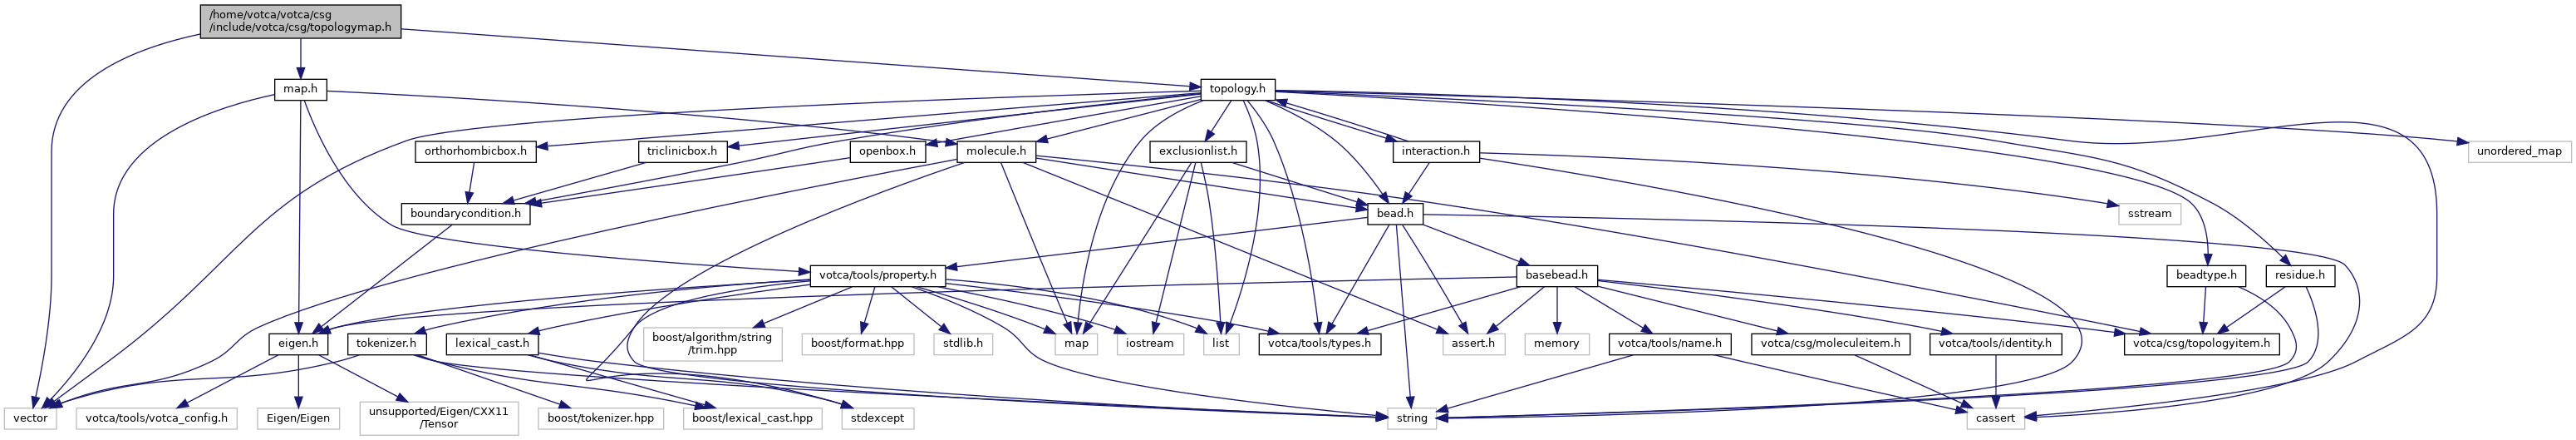 /home/votca/votca/csg
/include/votca/csg/topologymap.h
map.h
topology.h
orthorhombicbox.h
triclinicbox.h
openbox.h
molecule.h
exclusionlist.h
interaction.h
unordered_map
boundarycondition.h
bead.h
sstream
votca/tools/property.h
basebead.h
beadtype.h
residue.h
eigen.h
tokenizer.h
lexical_cast.h
boost/algorithm/string
/trim.hpp
boost/format.hpp
stdlib.h
map
iostream
list
votca/tools/types.h
assert.h
memory
votca/tools/name.h
votca/csg/moleculeitem.h
votca/tools/identity.h
votca/csg/topologyitem.h
vector
votca/tools/votca_config.h
Eigen/Eigen
unsupported/Eigen/CXX11
/Tensor
boost/tokenizer.hpp
boost/lexical_cast.hpp
stdexcept
string
cassert